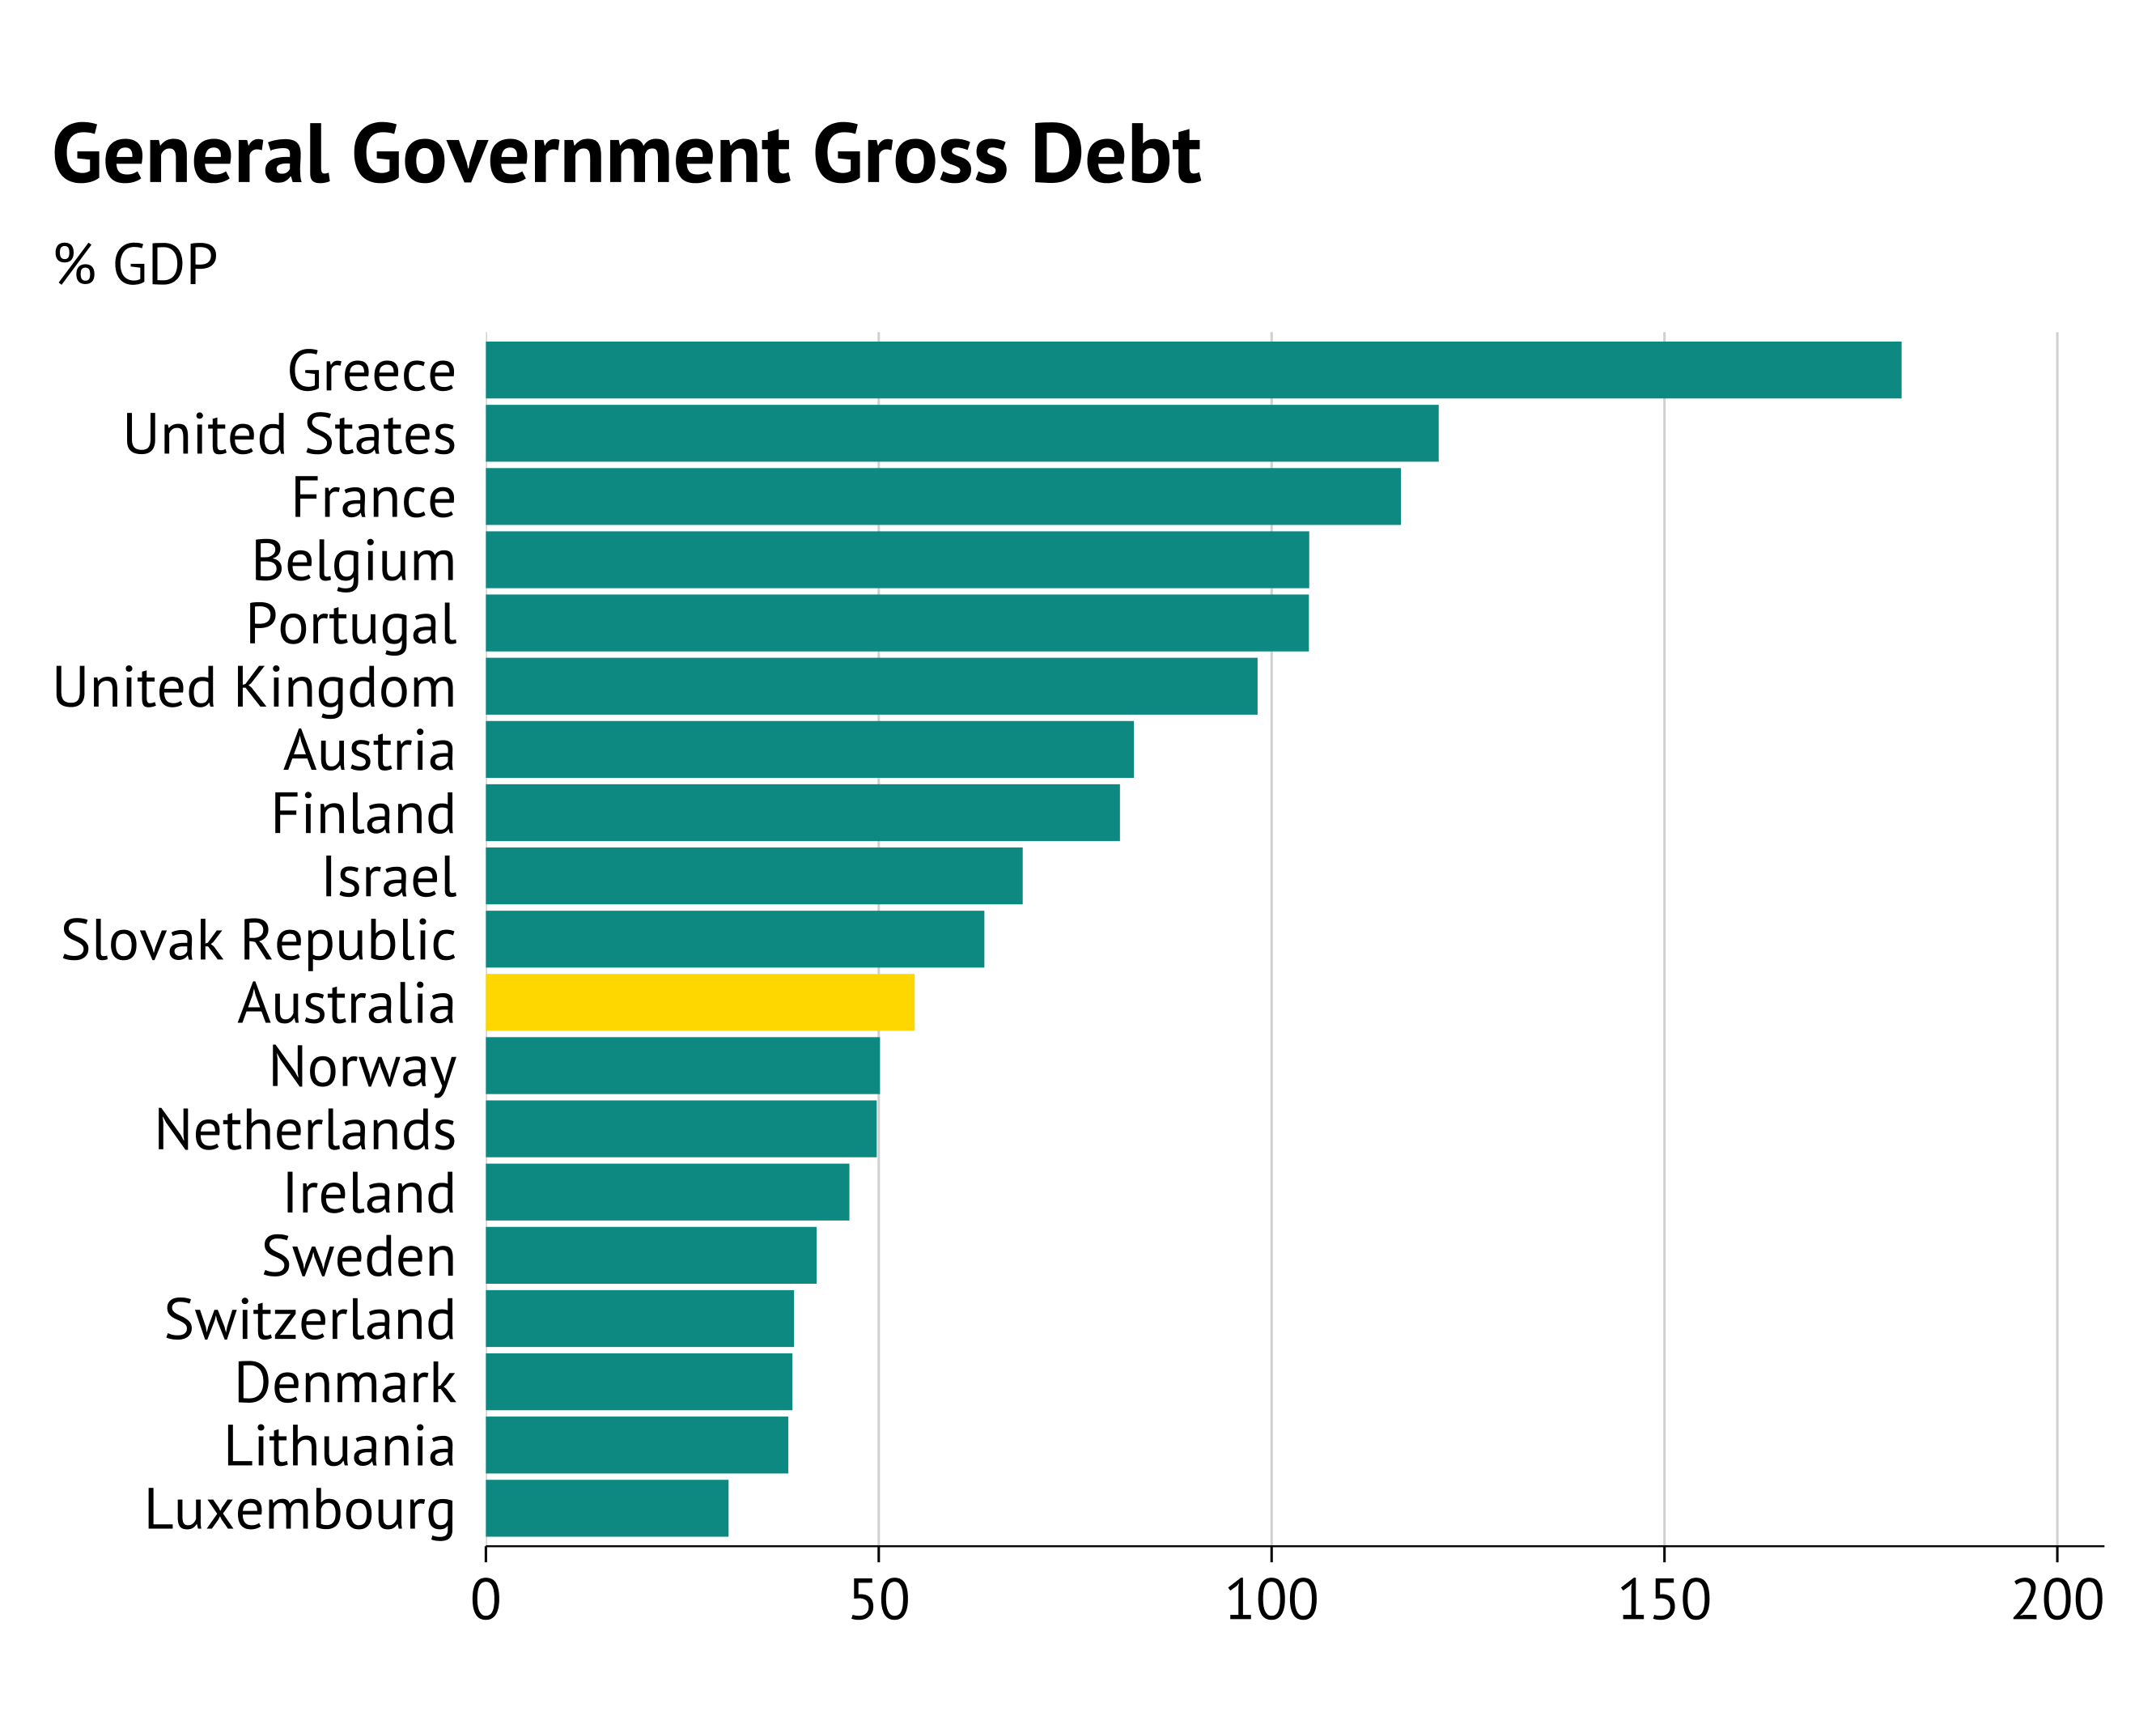 General Government Gross Debt
% GDP
Greece
United States
France
Belgium
Portugal
United Kingdom
Austria
Finland
Israel
Slovak Republic
Australia
Norway
Netherlands
Ireland
Sweden
Switzerland
Denmark
Lithuania
Luxembourg
0 50 100 150 200